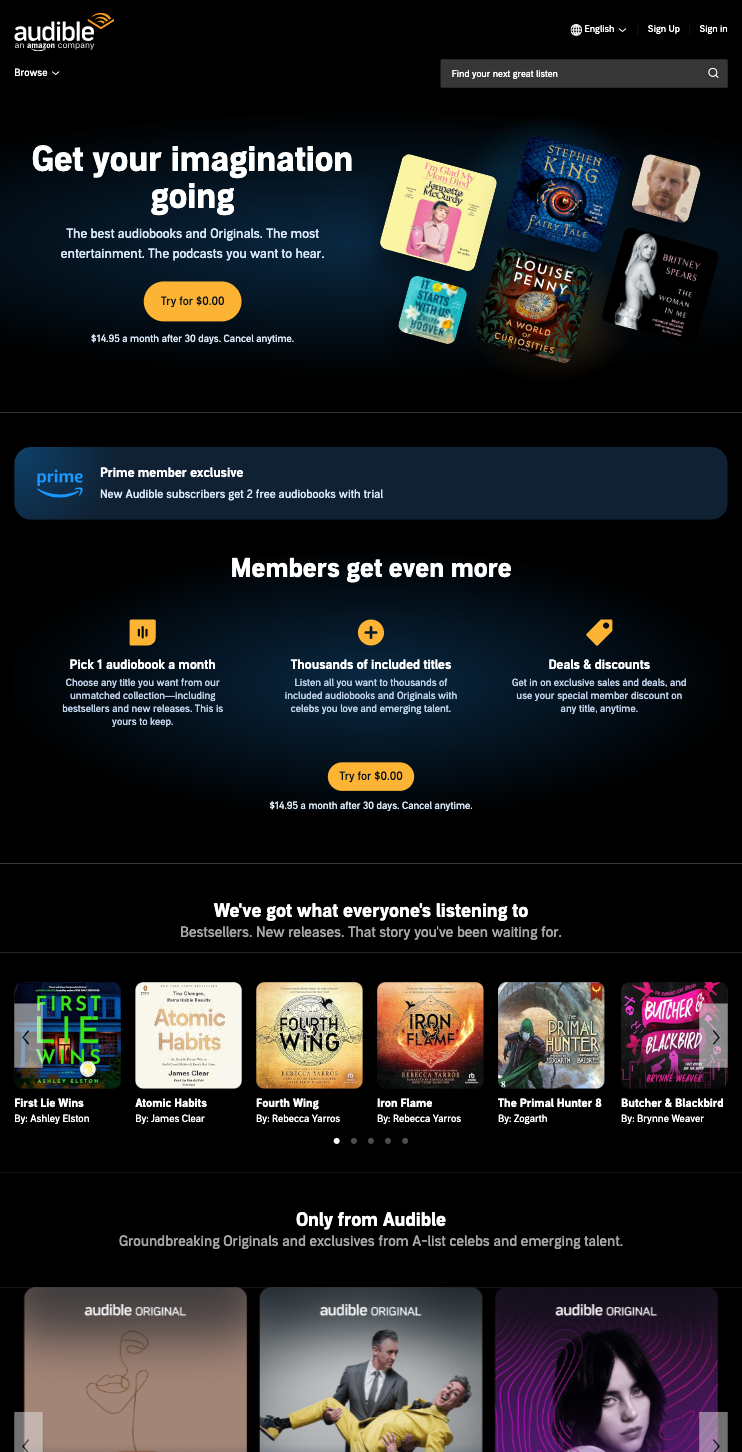 audible
an amazon company
English
Sign Up
Sign in
Browse
Find your next great listen
Get your imagination
going
The best audiobooks and Originals. The most
entertainment. The podcasts you want to hear.
Try for $0.00
$14.95 a month after 30 days. Cancel anytime.
I'm Glad My
Mom Died
Jennette
McCurdy
STEPHEN
KING
FAIRY TALE
SPARE
BRITNEY
SPEARS
THE
WOMAN
IN ME
IT
STARTS
WITH US
COLLEEN
HOOVER
LOUISE
PENNY
A WORLD
OF
CURIOSITIES
prime
Prime member exclusive
New Audible subscribers get 2 free audiobooks with trial
Members get even more
Pick 1 audiobook a month
Choose any title you want from our
unmatched collection—including
bestsellers and new releases. This is
yours to keep.
Thousands of included titles
Listen all you want to thousands of
included audiobooks and Originals with
celebs you love and emerging talent.
Deals & discounts
Get in on exclusive sales and deals, and
use your special member discount on
any title, anytime.
Try for $0.00
$14.95 a month after 30 days. Cancel anytime.
We've got what everyone's listening to
Bestsellers. New releases. That story you've been waiting for.
FIRST
LIE
WINS
ASHLEY ELSTON
Tiny Changes,
Remarkable Results
Atomic
Habits
James Clear
FOURTH
WING
REBECCA YARROS
IRON
FLAME
REBECCA YARROS
THE
PRIMAL
HUNTER
8
BUTCHER &
BLACKBIRD
BRYNNE WEAVER
First Lie Wins
By: Ashley Elston
Atomic Habits
By: James Clear
Fourth Wing
By: Rebecca Yarros
Iron Flame
By: Rebecca Yarros
The Primal Hunter 8
By: Zogarth
Butcher & Blackbird
By: Brynne Weaver
Only from Audible
Groundbreaking Originals and exclusives from A-list celebs and emerging talent.
audible ORIGINAL
audible ORIGINAL
audible ORIGINAL